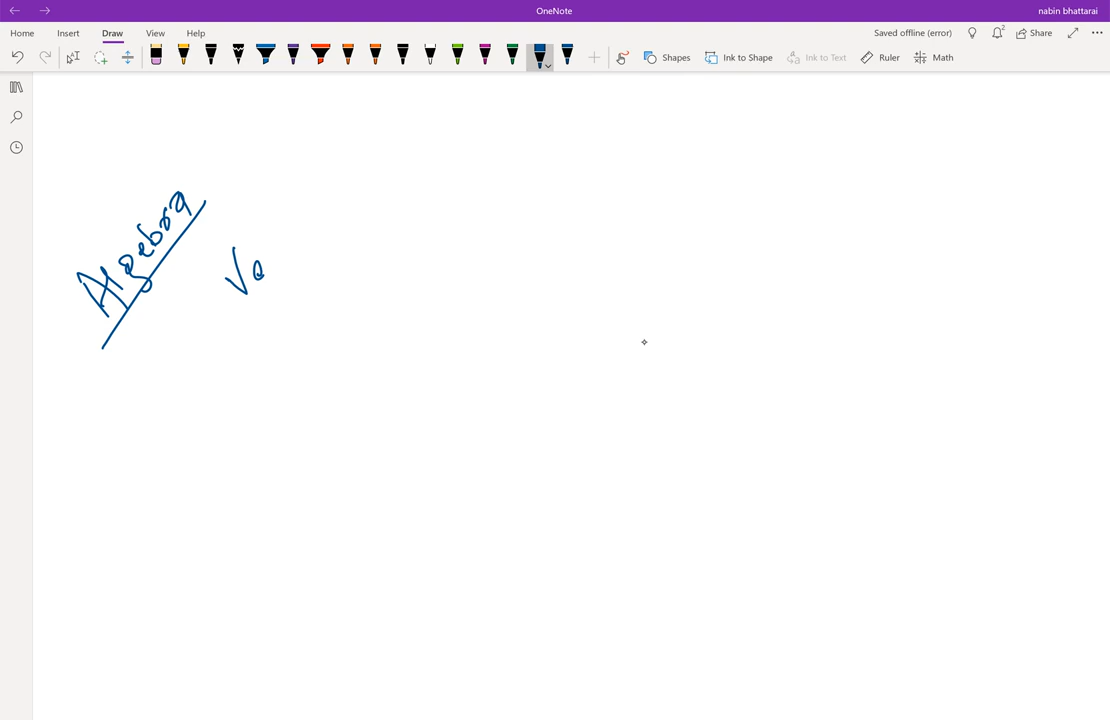 OneNote
nabin bhattarai
Home Insert Draw View Help
Saved offline (error) 2 Share
Shapes Ink to Shape Ink to Text Ruler Math
Algebra
Va